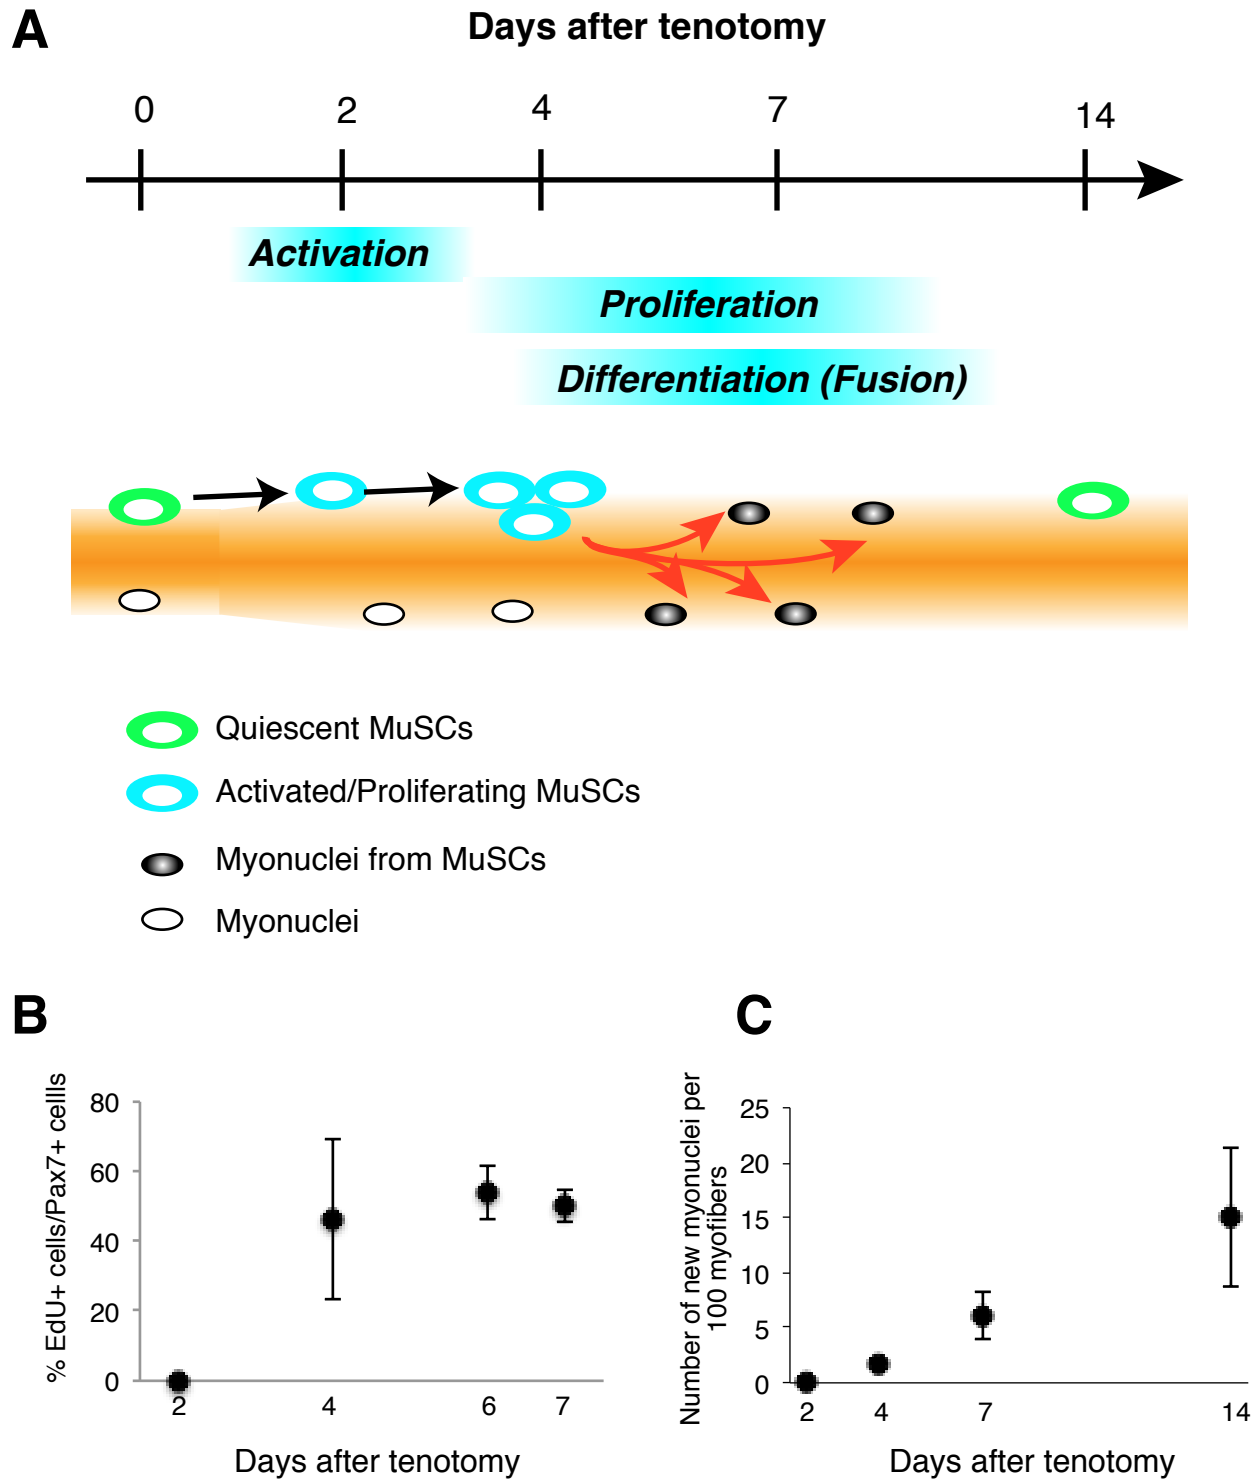 A
Days after tenotomy
0 2 4 7 14
Activation
Proliferation
Differentiation (Fusion)
Quiescent MuSCs
Activated/Proliferating MuSCs
Myonuclei from MuSCs
Myonuclei
B
% EdU+ cells/Pax7+ cellls
80
60
40
20
0
2 4 6 7
Days after tenotomy
C
Number of new myonuclei per
100 myofibers
25
20
15
10
5
0
2 4 7 14
Days after tenotomy